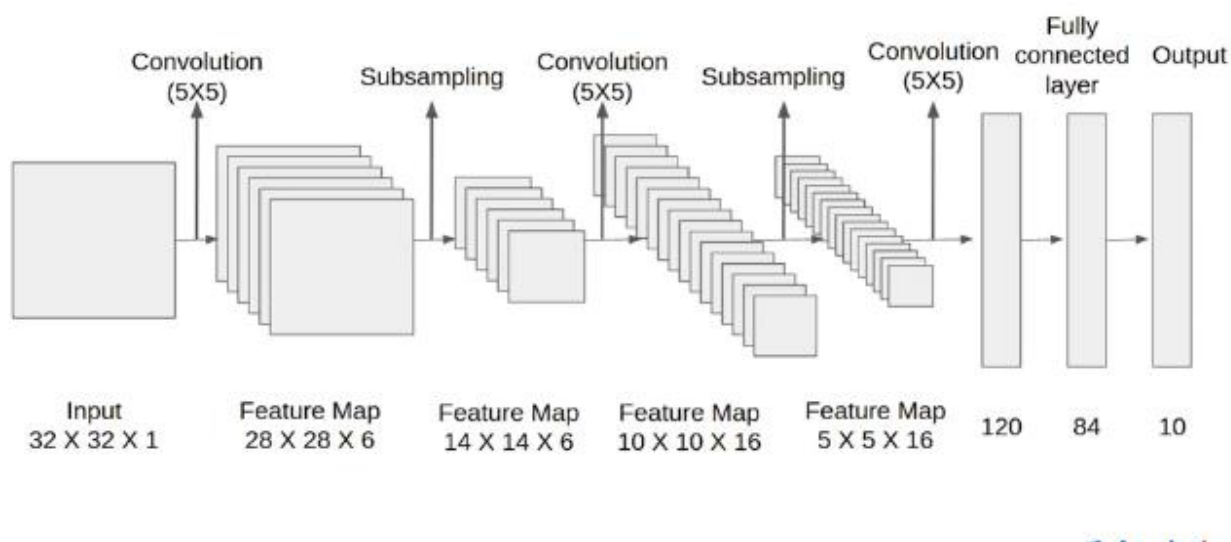 Convolution
(5X5)
Subsampling
Convolution
(5X5)
Subsampling
Convolution
(5X5)
Fully
connected
layer
Output
Input
32 X 32 X 1
Feature Map
28 X 28 X 6
Feature Map
14 X 14 X 6
Feature Map
10 X 10 X 16
Feature Map
5 X 5 X 16
120
84
10